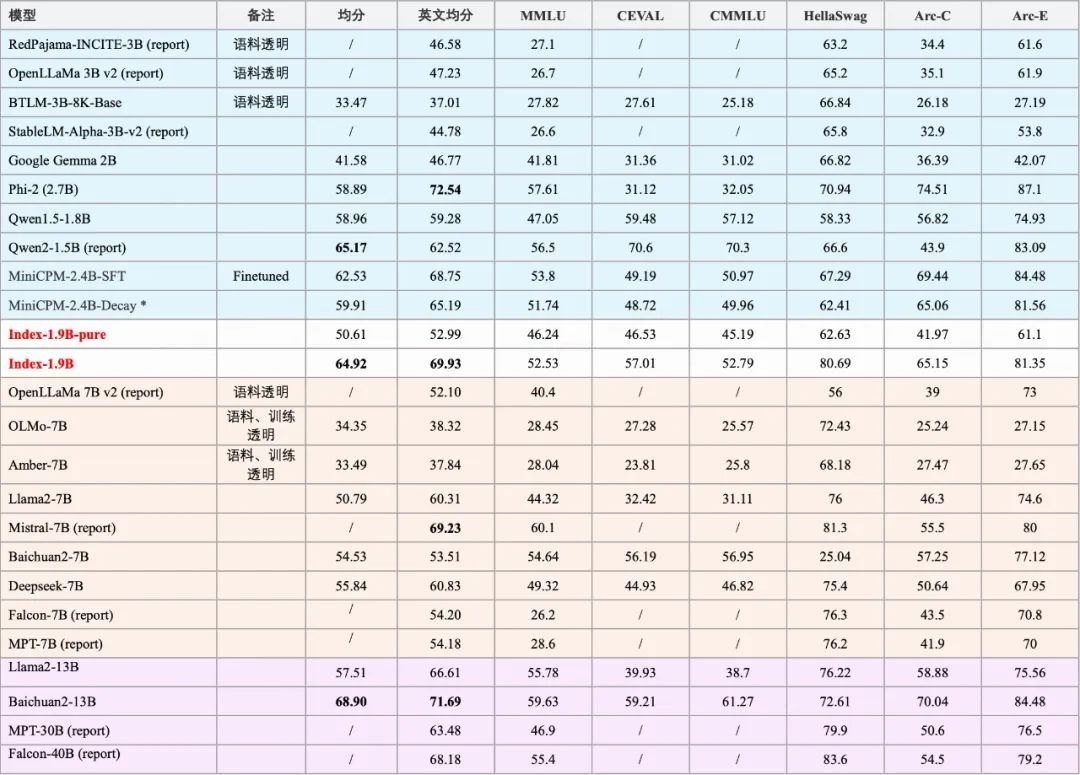 模型 备注 均分 英文均分 MMLU CEVAL CMMLU HellaSwag Arc-C Arc-E
RedPajama-INCITE-3B (report) 语料透明 / 46.58 27.1 / / 63.2 34.4 61.6
OpenLLaMa 3B v2 (report) 语料透明 / 47.23 26.7 / / 65.2 35.1 61.9
BTLM-3B-8K-Base 语料透明 33.47 37.01 27.82 27.61 25.18 66.84 26.18 27.19
StableLM-Alpha-3B-v2 (report) / 44.78 26.6 / / 65.8 32.9 53.8
Google Gemma 2B 41.58 46.77 41.81 31.36 31.02 66.82 36.39 42.07
Phi-2 (2.7B) 58.89 72.54 57.61 31.12 32.05 70.94 74.51 87.1
Qwen1.5-1.8B 58.96 59.28 47.05 59.48 57.12 58.33 56.82 74.93
Qwen2-1.5B (report) 65.17 62.52 56.5 70.6 70.3 66.6 43.9 83.09
MiniCPM-2.4B-SFT Finetuned 62.53 68.75 53.8 49.19 50.97 67.29 69.44 84.48
MiniCPM-2.4B-Decay * 59.91 65.19 51.74 48.72 49.96 62.41 65.06 81.56
Index-1.9B-pure 50.61 52.99 46.24 46.53 45.19 62.63 41.97 61.1
Index-1.9B 64.92 69.93 52.53 57.01 52.79 80.69 65.15 81.35
OpenLLaMa 7B v2 (report) 语料透明 / 52.10 40.4 / / 56 39 73
OLMo-7B 语料、训练 34.35 38.32 28.45 27.28 25.57 72.43 25.24 27.15
透明
Amber-7B 语料、训练 33.49 37.84 28.04 23.81 25.8 68.18 27.47 27.65
透明
Llama2-7B 50.79 60.31 44.32 32.42 31.11 76 46.3 74.6
Mistral-7B (report) / 69.23 60.1 / / 81.3 55.5 80
Baichuan2-7B 54.53 53.51 54.64 56.19 56.95 25.04 57.25 77.12
Deepseek-7B 55.84 60.83 49.32 44.93 46.82 75.4 50.64 67.95
Falcon-7B (report) / 54.20 26.2 / / 76.3 43.5 70.8
MPT-7B (report) / 54.18 28.6 / / 76.2 41.9 70
Llama2-13B 57.51 66.61 55.78 39.93 38.7 76.22 58.88 75.56
Baichuan2-13B 68.90 71.69 59.63 59.21 61.27 72.61 70.04 84.48
MPT-30B (report) / 63.48 46.9 / / 79.9 50.6 76.5
Falcon-40B (report) / 68.18 55.4 / / 83.6 54.5 79.2